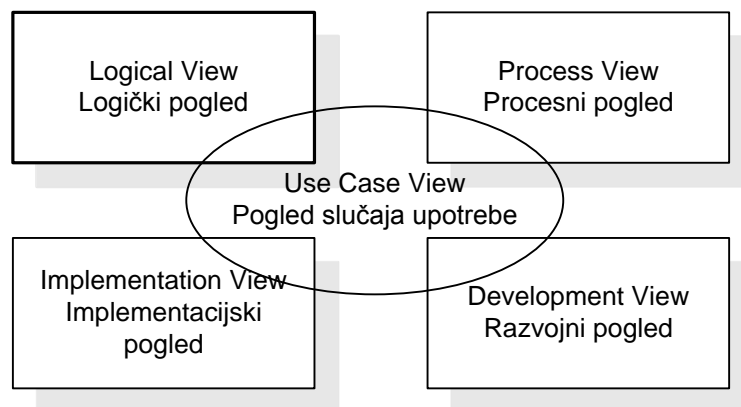 Logical View
Logički pogled
Process View
Procesni pogled
Use Case View
Pogled slučaja upotrebe
Implementation View
Implementacijski
pogled
Development View
Razvojni pogled